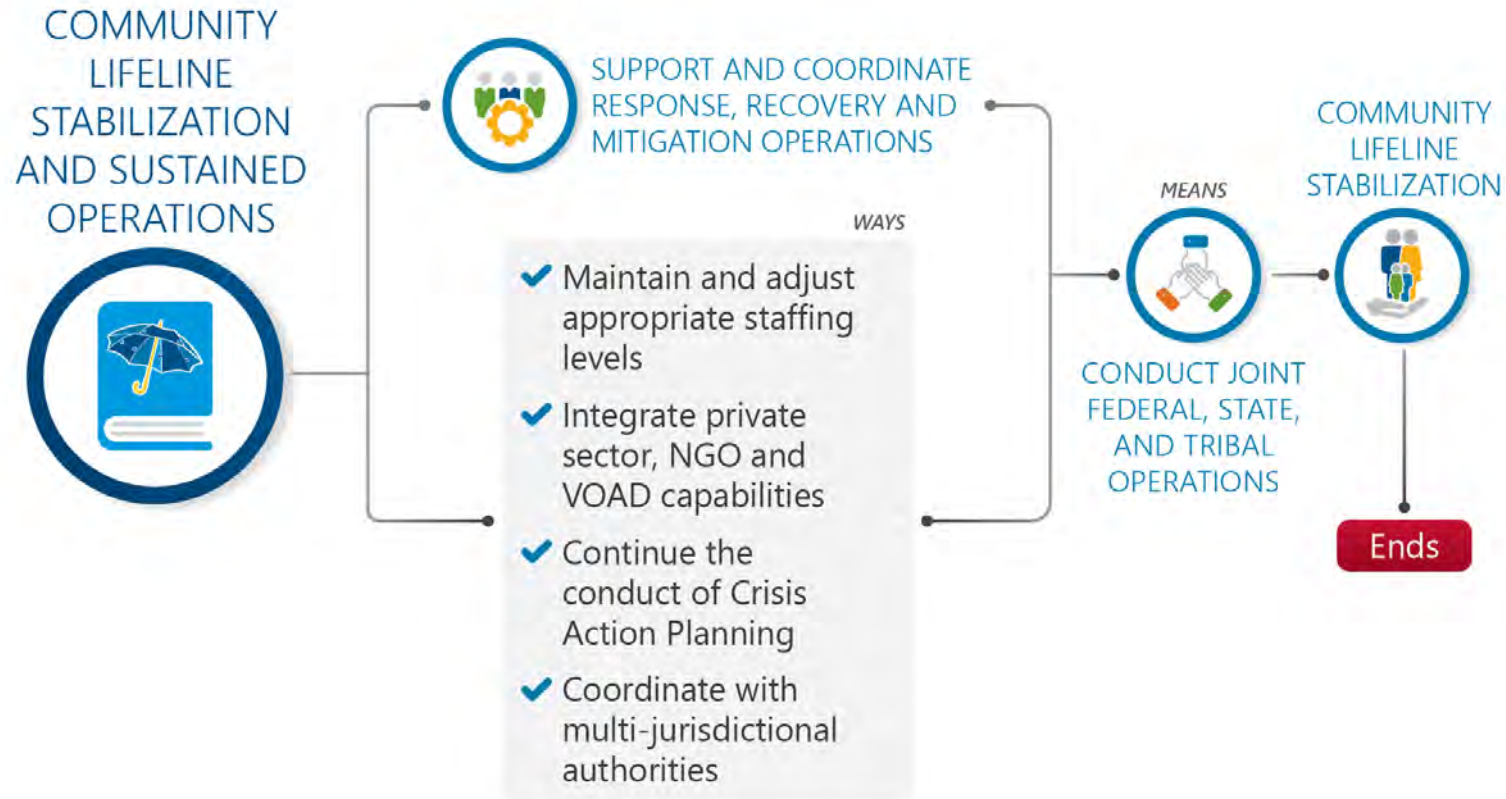 COMMUNITY
LIFELINE
STABILIZATION
AND SUSTAINED
OPERATIONS
SUPPORT AND COORDINATE
RESPONSE, RECOVERY AND
MITIGATION OPERATIONS
WAYS
Maintain and adjust
appropriate staffing
levels
Integrate private
sector, NGO and
VOAD capabilities
Continue the
conduct of Crisis
Action Planning
Coordinate with
multi-jurisdictional
authorities
MEANS
CONDUCT JOINT
FEDERAL, STATE,
AND TRIBAL
OPERATIONS
COMMUNITY
LIFELINE
STABILIZATION
Ends